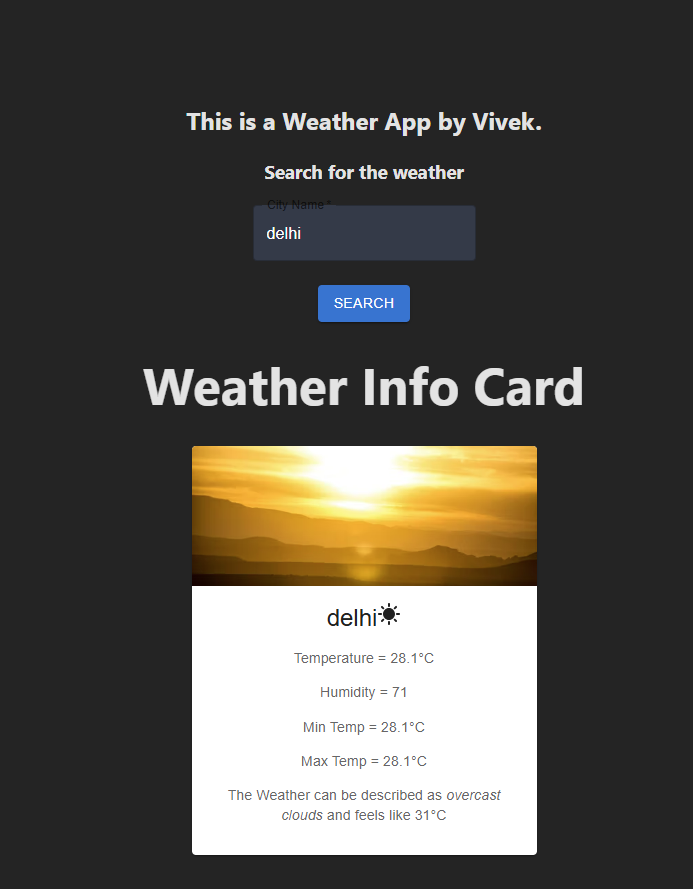 This is a Weather App by Vivek.
Search for the weather
City Name *
delhi
SEARCH
Weather Info Card
delhi
Temperature = 28.1°C
Humidity = 71
Min Temp = 28.1°C
Max Temp = 28.1°C
The Weather can be described as overcast
clouds and feels like 31°C